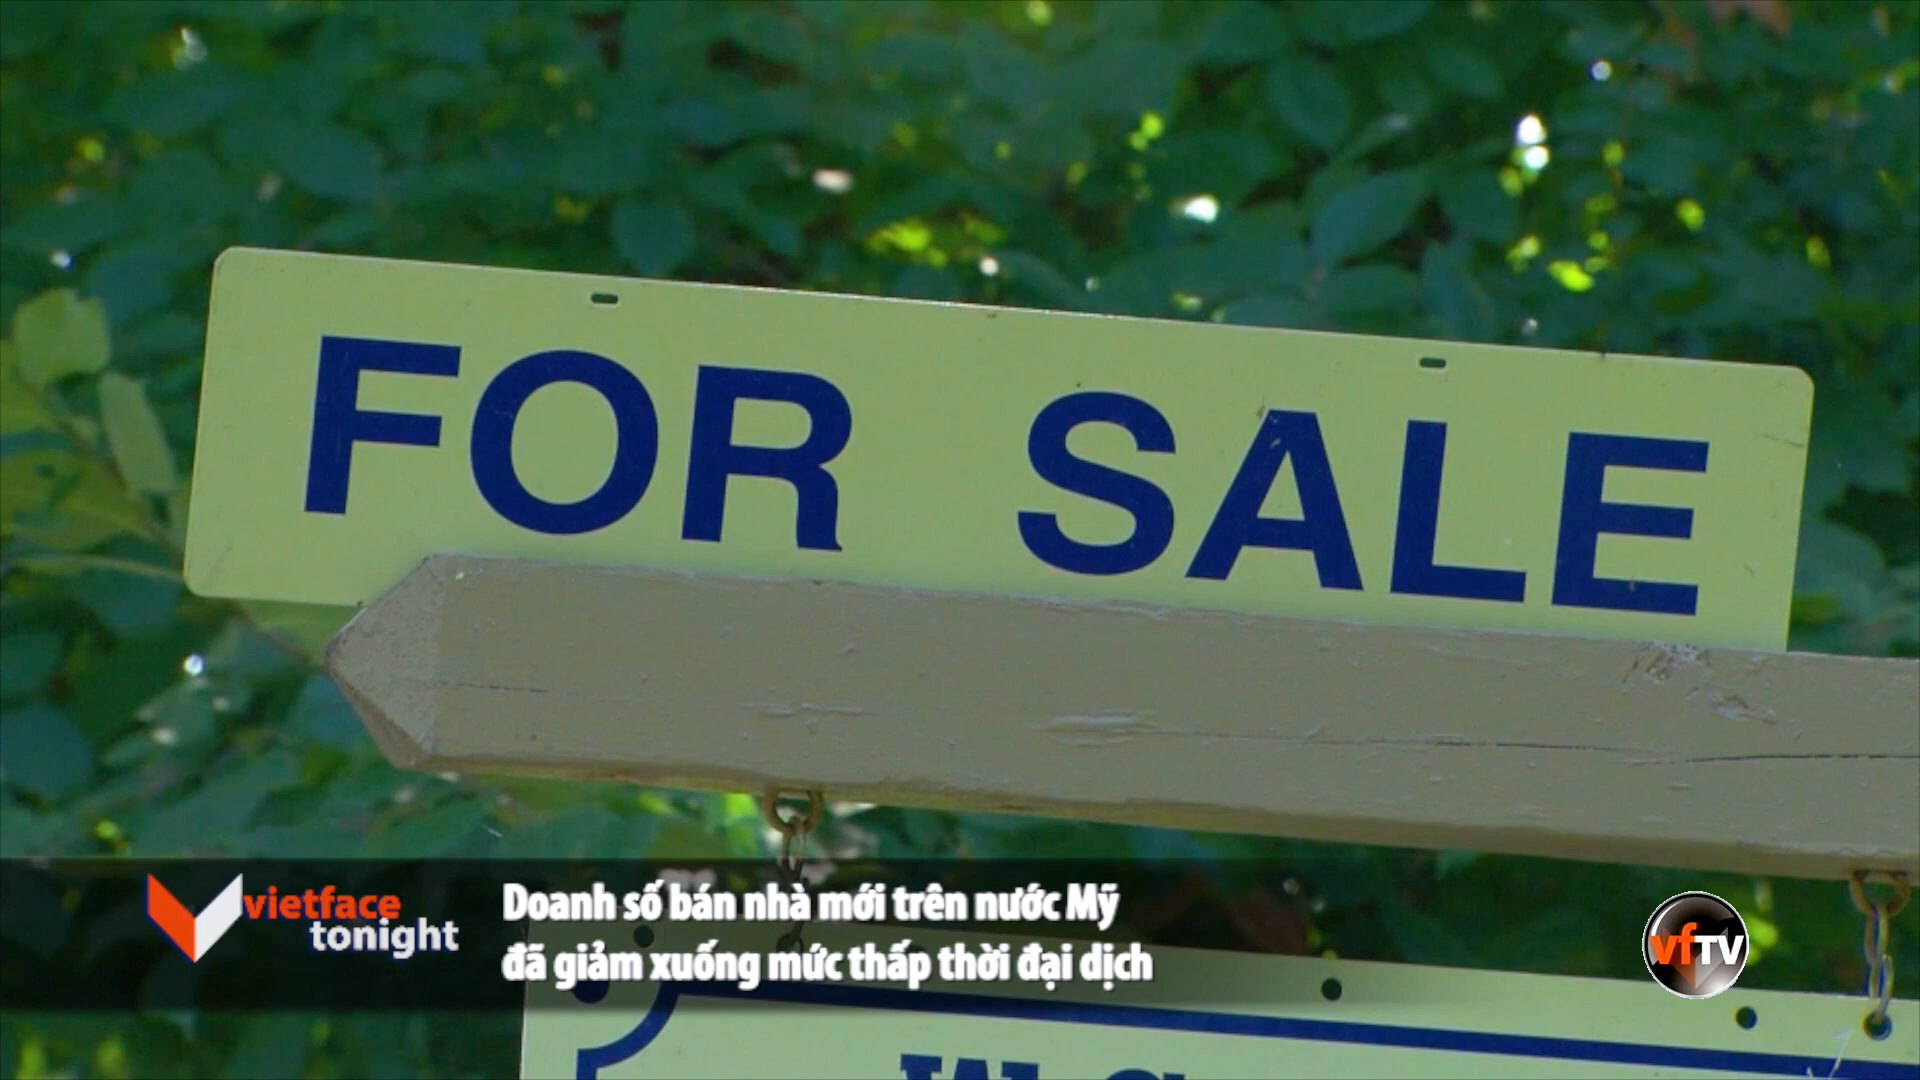 FOR SALE
vietface
tonight
Doanh số bán nhà mới trên nước Mỹ
đã giảm xuống mức thấp thời đại dịch
vfTV